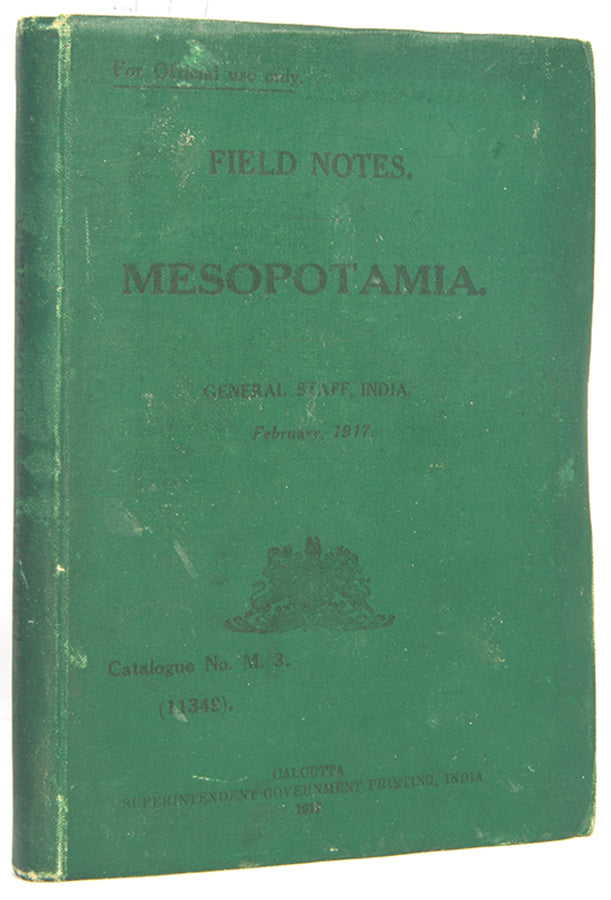 For Official use only.
FIELD NOTES.
MESOPOTAMIA.
GENERAL STAFF, INDIA.
February, 1917.
Catalogue No. M. 3.
(11349).
CALCUTTA
SUPERINTENDENT GOVERNMENT PRINTING, INDIA
1917